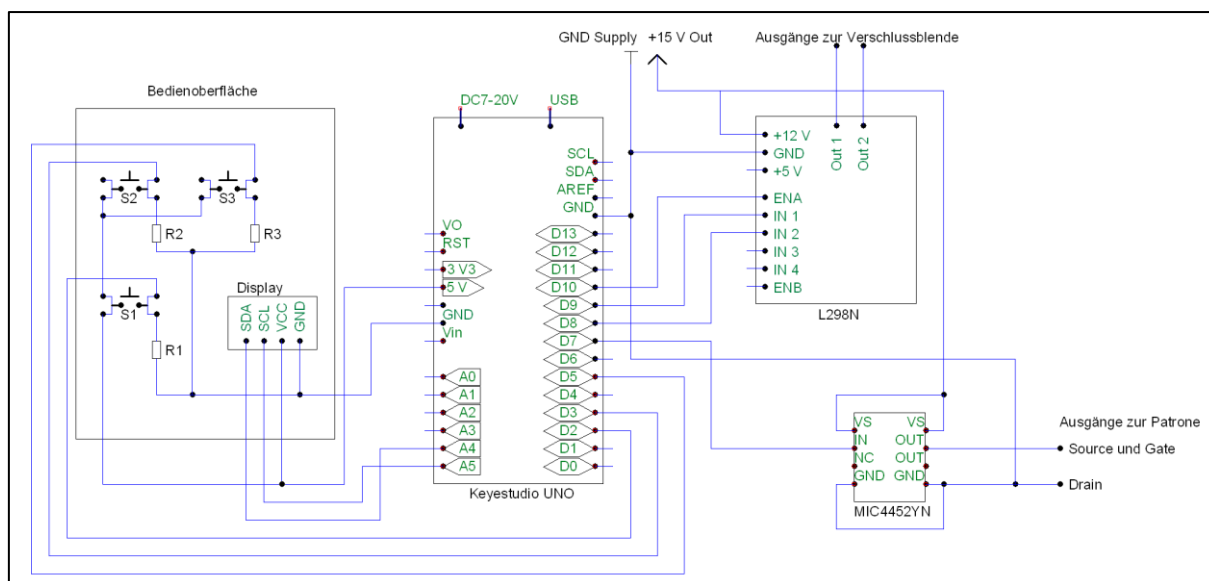 GND Supply +15 V Out
Ausgänge zur Verschlussblende
Bedienoberfläche
S2
S3
R2
R3
S1
R1
Display
SDA
SCL
VCC
GND
DC7-20V
USB
SCL
SDA
AREF
GND
VO
RST
3 V3
5 V
GND
Vin
A0
A1
A2
A3
A4
A5
D13
D12
D11
D10
D9
D8
D7
D6
D5
D4
D3
D2
D1
D0
Keyestudio UNO
+12 V
GND
+5 V
ENA
IN 1
IN 2
IN 3
IN 4
ENB
Out 1
Out 2
L298N
VS
IN
NC
GND
VS
OUT
OUT
GND
MIC4452YN
Ausgänge zur Patrone
Source und Gate
Drain